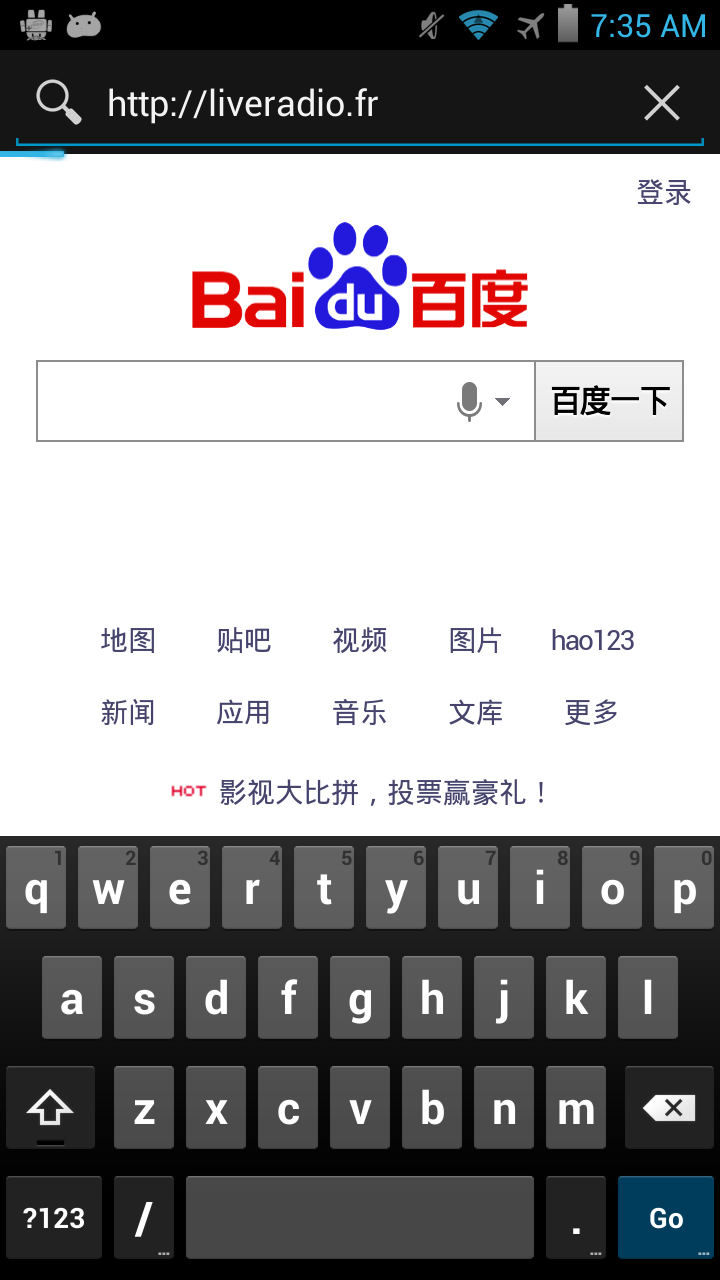 7:35 AM
http://liveradio.fr
登录
Bai du 百度
百度一下
地图 贴吧 视频 图片 hao123
新闻 应用 音乐 文库 更多
HOT 影视大比拼，投票赢豪礼！
1 2 3 4 5 6 7 8 9 0
q w e r t y u i o p
a s d f g h j k l
z x c v b n m
?123 / . Go